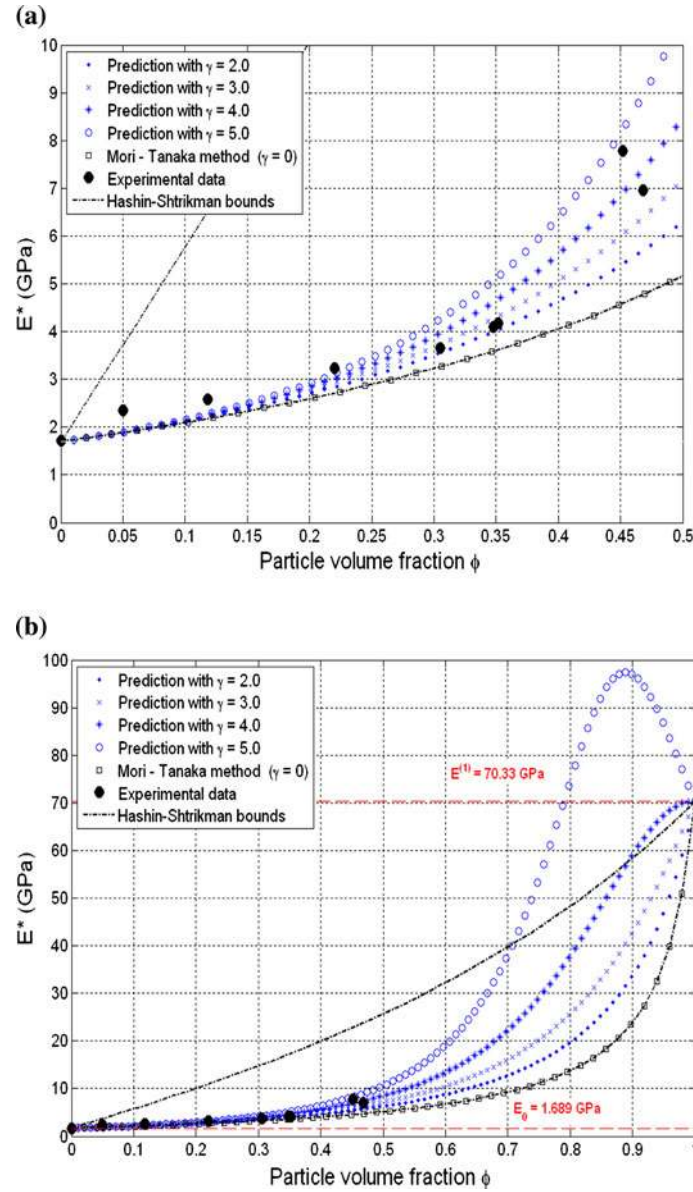 (a)
10
9
8
7
6
5
4
3
2
1
0
E* (GPa)
Prediction with γ = 2.0
Prediction with γ = 3.0
Prediction with γ = 4.0
Prediction with γ = 5.0
Mori - Tanaka method (γ = 0)
Experimental data
Hashin-Shtrikman bounds
0 0.05 0.1 0.15 0.2 0.25 0.3 0.35 0.4 0.45 0.5
Particle volume fraction ϕ
(b)
100
90
80
70
60
50
40
30
20
10
0
E* (GPa)
Prediction with γ = 2.0
Prediction with γ = 3.0
Prediction with γ = 4.0
Prediction with γ = 5.0
Mori - Tanaka method (γ = 0)
Experimental data
Hashin-Shtrikman bounds
E⁽¹⁾ = 70.33 GPa
E₀ = 1.689 GPa
0 0.1 0.2 0.3 0.4 0.5 0.6 0.7 0.8 0.9 1
Particle volume fraction ϕ